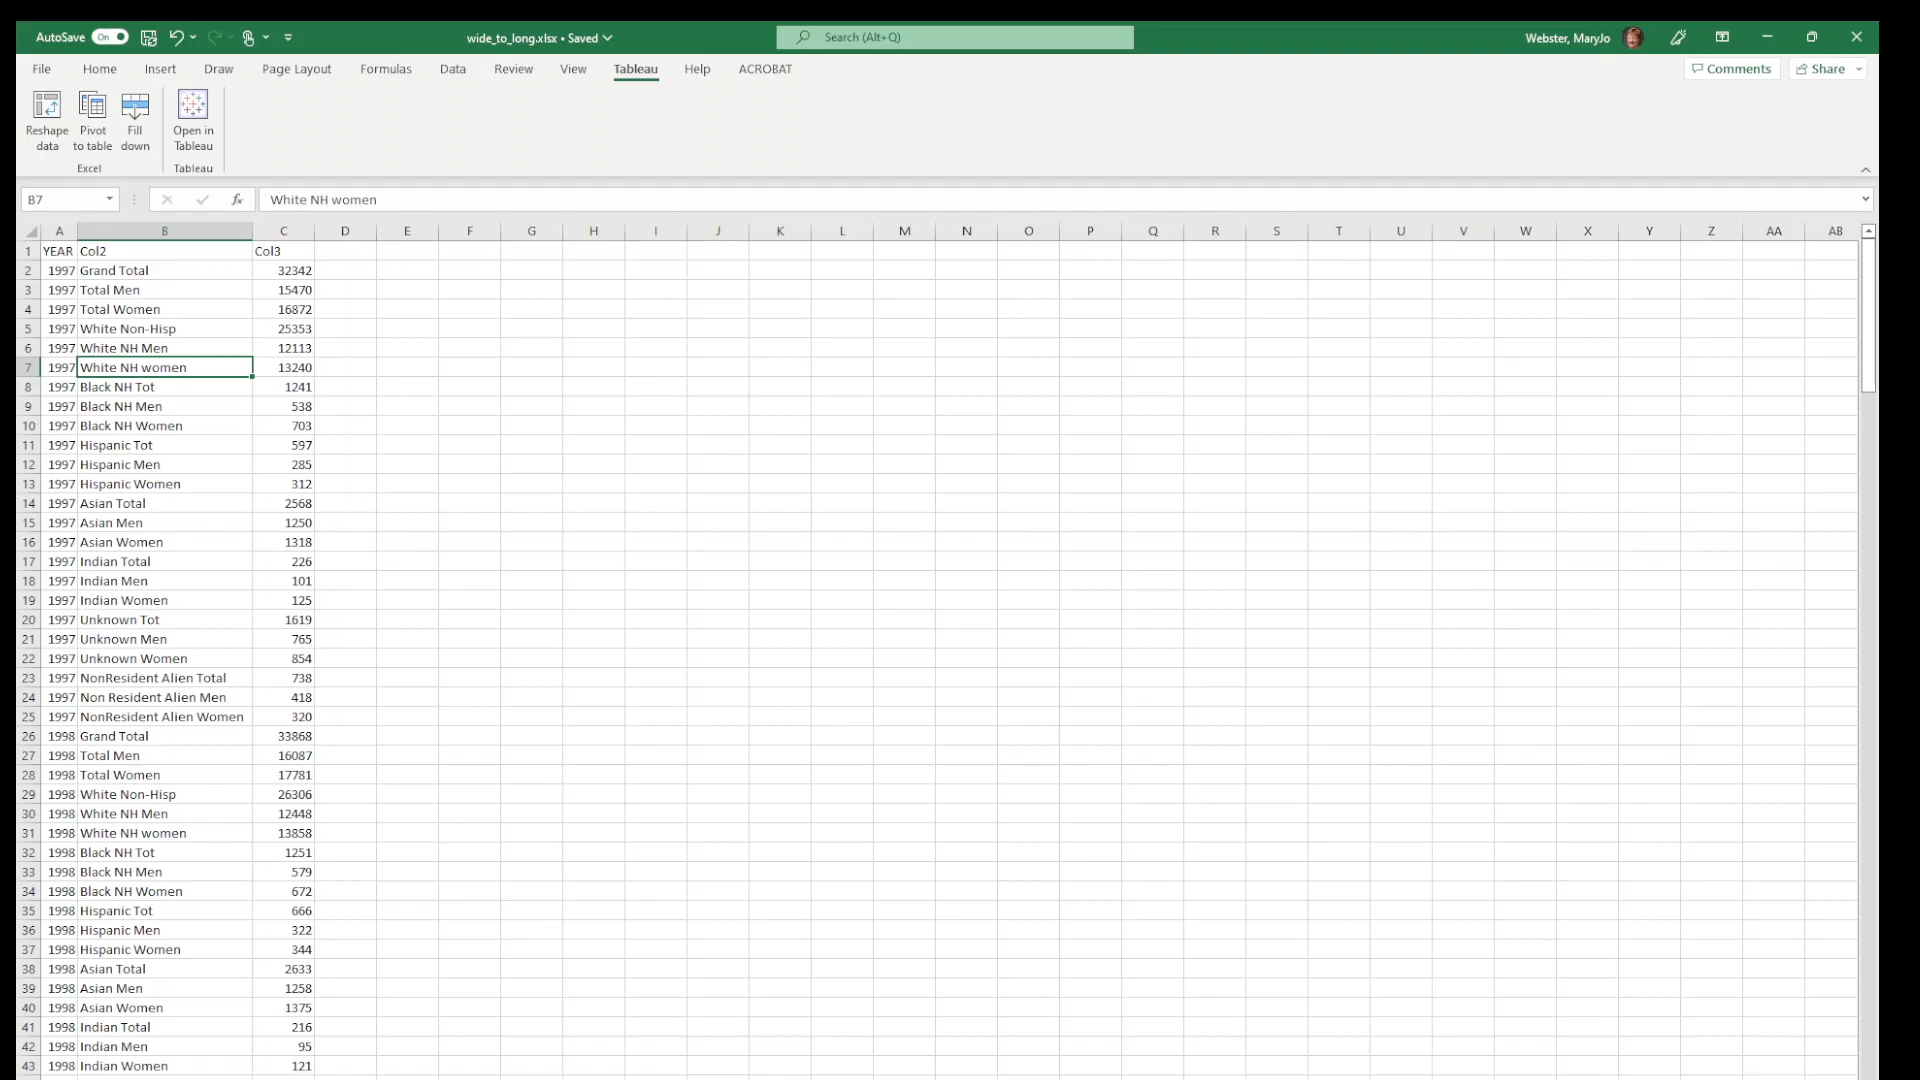 AutoSave On wide_to_long.xlsx • Saved Search (Alt+Q) Webster, MaryJo
File Home Insert Draw Page Layout Formulas Data Review View Tableau Help ACROBAT Comments Share
Reshape data Pivot to table Fill down Open in Tableau
Excel Tableau
B7 fx White NH women
A B C D E F G H I J K L M N O P Q R S T U V W X Y Z AA AB
1 YEAR Col2 Col3
2 1997 Grand Total 32342
3 1997 Total Men 15470
4 1997 Total Women 16872
5 1997 White Non-Hisp 25353
6 1997 White NH Men 12113
7 1997 White NH women 13240
8 1997 Black NH Tot 1241
9 1997 Black NH Men 538
10 1997 Black NH Women 703
11 1997 Hispanic Tot 597
12 1997 Hispanic Men 285
13 1997 Hispanic Women 312
14 1997 Asian Total 2568
15 1997 Asian Men 1250
16 1997 Asian Women 1318
17 1997 Indian Total 226
18 1997 Indian Men 101
19 1997 Indian Women 125
20 1997 Unknown Tot 1619
21 1997 Unknown Men 765
22 1997 Unknown Women 854
23 1997 NonResident Alien Total 738
24 1997 Non Resident Alien Men 418
25 1997 NonResident Alien Women 320
26 1998 Grand Total 33868
27 1998 Total Men 16087
28 1998 Total Women 17781
29 1998 White Non-Hisp 26306
30 1998 White NH Men 12448
31 1998 White NH women 13858
32 1998 Black NH Tot 1251
33 1998 Black NH Men 579
34 1998 Black NH Women 672
35 1998 Hispanic Tot 666
36 1998 Hispanic Men 322
37 1998 Hispanic Women 344
38 1998 Asian Total 2633
39 1998 Asian Men 1258
40 1998 Asian Women 1375
41 1998 Indian Total 216
42 1998 Indian Men 95
43 1998 Indian Women 121